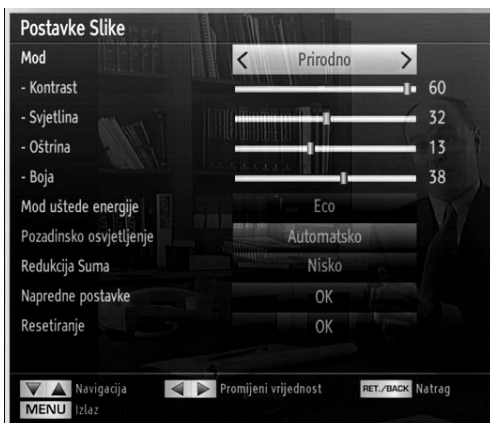 Postavke Slike
Mod Prirodno
- Kontrast 60
- Svjetlina 32
- Oštrina 13
- Boja 38
Mod uštede energije Eco
Pozadinsko osvjetljenje Automatsko
Redukcija Suma Nisko
Napredne postavke OK
Resetiranje OK
Navigacija Promijeni vrijednost RET./BACK Natrag
MENU Izlaz